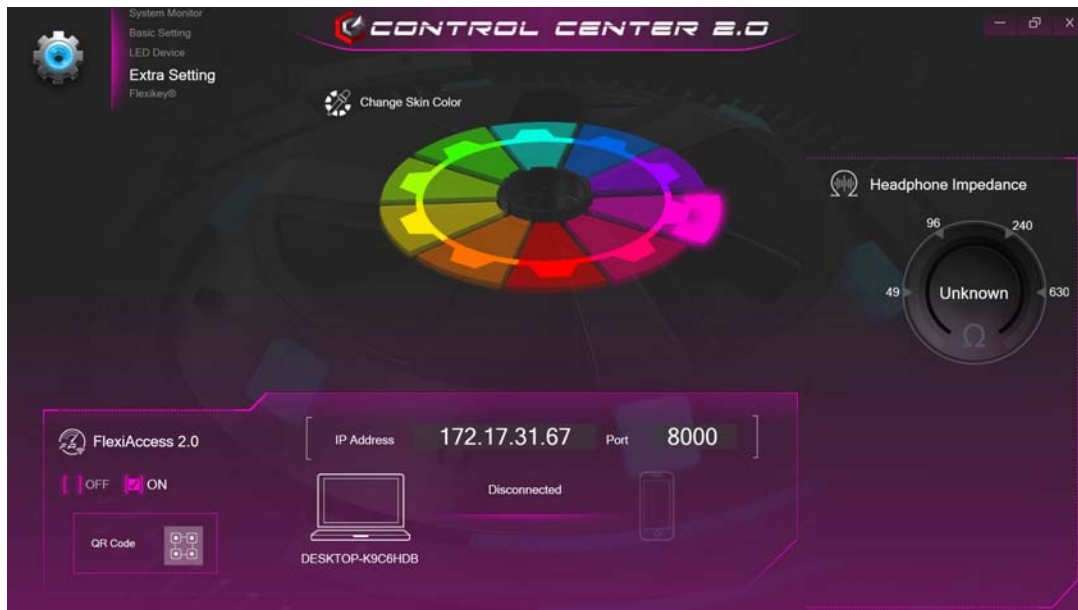 System Monitor
Basic Setting
LED Device
Extra Setting
Flexikey®
CONTROL CENTER 2.0
Change Skin Color
Headphone Impedance
96
240
49
Unknown
630
Ω
FlexiAccess 2.0
OFF
ON
QR Code
IP Address 172.17.31.67 Port 8000
Disconnected
DESKTOP-K9C6HDB